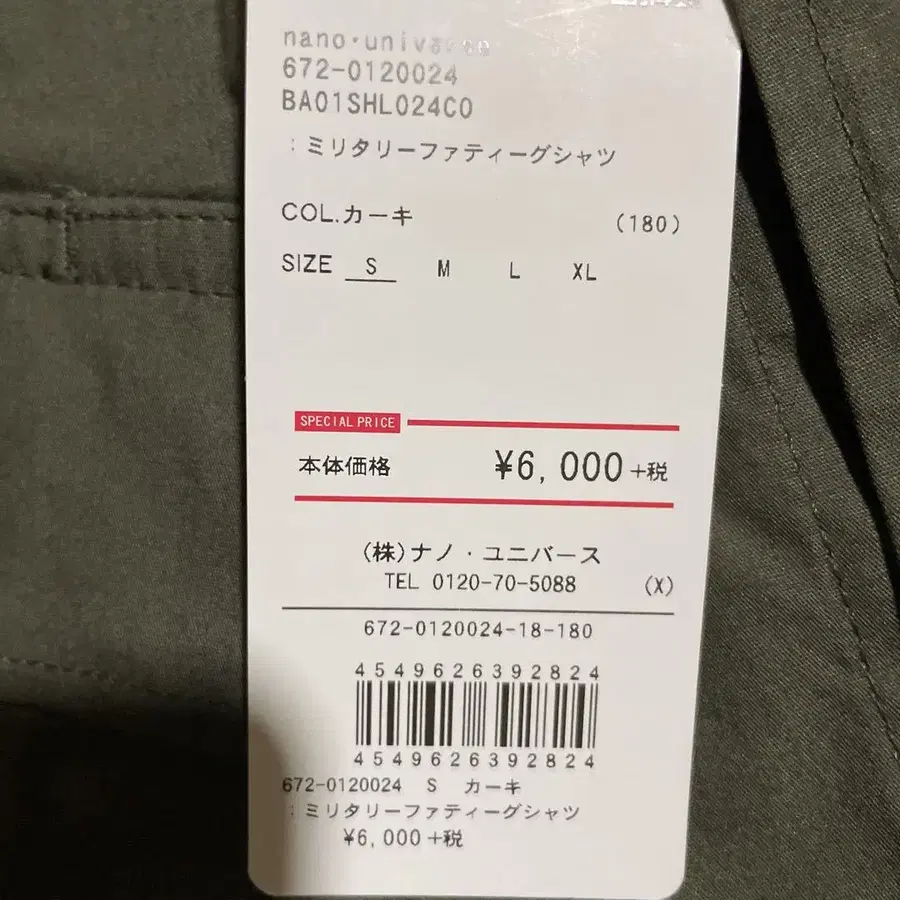 nano・universe
672-0120024
BA01SHL024CO
:ミリタリーファティーグシャツ
COL.カーキ (180)
SIZE S M L XL
SPECIAL PRICE
本体価格 ¥6,000+税
(株)ナノ・ユニバース
TEL 0120-70-5088 (X)
672-0120024-18-180
4549626392824
4549626392824
672-0120024 S カーキ
:ミリタリーファティーグシャツ
¥6,000+税